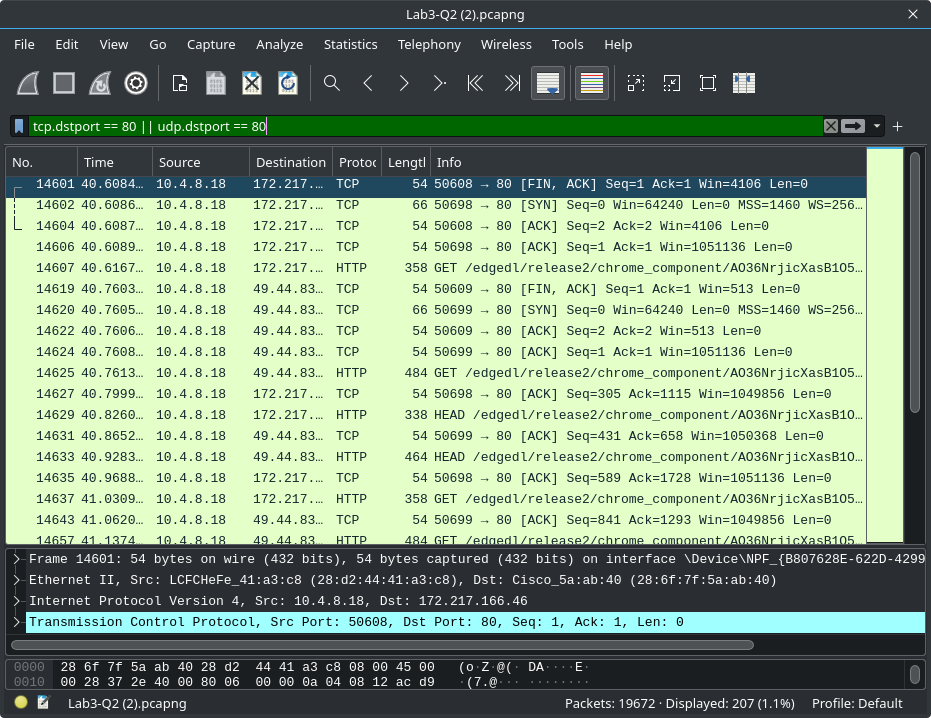 Lab3-Q2 (2).pcapng
File Edit View Go Capture Analyze Statistics Telephony Wireless Tools Help
tcp.dstport == 80 || udp.dstport == 80
No. Time Source Destination Protoc Lengtl Info
14601 40.6084… 10.4.8.18 172.217.… TCP 54 50608 → 80 [FIN, ACK] Seq=1 Ack=1 Win=4106 Len=0
14602 40.6086… 10.4.8.18 172.217.… TCP 66 50698 → 80 [SYN] Seq=0 Win=64240 Len=0 MSS=1460 WS=256…
14604 40.6087… 10.4.8.18 172.217.… TCP 54 50608 → 80 [ACK] Seq=2 Ack=2 Win=4106 Len=0
14606 40.6089… 10.4.8.18 172.217.… TCP 54 50698 → 80 [ACK] Seq=1 Ack=1 Win=1051136 Len=0
14607 40.6167… 10.4.8.18 172.217.… HTTP 358 GET /edgedl/release2/chrome_component/AO36NrjicXasB1O5…
14619 40.7603… 10.4.8.18 49.44.83… TCP 54 50609 → 80 [FIN, ACK] Seq=1 Ack=1 Win=513 Len=0
14620 40.7605… 10.4.8.18 49.44.83… TCP 66 50699 → 80 [SYN] Seq=0 Win=64240 Len=0 MSS=1460 WS=256…
14622 40.7606… 10.4.8.18 49.44.83… TCP 54 50609 → 80 [ACK] Seq=2 Ack=2 Win=513 Len=0
14624 40.7608… 10.4.8.18 49.44.83… TCP 54 50699 → 80 [ACK] Seq=1 Ack=1 Win=1051136 Len=0
14625 40.7613… 10.4.8.18 49.44.83… HTTP 484 GET /edgedl/release2/chrome_component/AO36NrjicXasB1O5…
14627 40.7999… 10.4.8.18 172.217.… TCP 54 50698 → 80 [ACK] Seq=305 Ack=1115 Win=1049856 Len=0
14629 40.8260… 10.4.8.18 172.217.… HTTP 338 HEAD /edgedl/release2/chrome_component/AO36NrjicXasB1O…
14631 40.8652… 10.4.8.18 49.44.83… TCP 54 50699 → 80 [ACK] Seq=431 Ack=658 Win=1050368 Len=0
14633 40.9283… 10.4.8.18 49.44.83… HTTP 464 HEAD /edgedl/release2/chrome_component/AO36NrjicXasB1O…
14635 40.9688… 10.4.8.18 172.217.… TCP 54 50698 → 80 [ACK] Seq=589 Ack=1728 Win=1051136 Len=0
14637 41.0309… 10.4.8.18 172.217.… HTTP 358 GET /edgedl/release2/chrome_component/AO36NrjicXasB1O5…
14643 41.0620… 10.4.8.18 49.44.83… TCP 54 50699 → 80 [ACK] Seq=841 Ack=1293 Win=1049856 Len=0
14657 41.1374… 10.4.8.18 49.44.83… HTTP 484 GET /edgedl/release2/chrome_component/AO36NrjicXasB1O5…
Frame 14601: 54 bytes on wire (432 bits), 54 bytes captured (432 bits) on interface \Device\NPF_{B807628E-622D-4299
Ethernet II, Src: LCFCHeFe_41:a3:c8 (28:d2:44:41:a3:c8), Dst: Cisco_5a:ab:40 (28:6f:7f:5a:ab:40)
Internet Protocol Version 4, Src: 10.4.8.18, Dst: 172.217.166.46
Transmission Control Protocol, Src Port: 50608, Dst Port: 80, Seq: 1, Ack: 1, Len: 0
0000 28 6f 7f 5a ab 40 28 d2 44 41 a3 c8 08 00 45 00 (o·Z·@(· DA····E·
0010 00 28 37 2e 40 00 80 06 00 00 0a 04 08 12 ac d9 ·(7.@··· ········
Lab3-Q2 (2).pcapng Packets: 19672 · Displayed: 207 (1.1%) Profile: Default